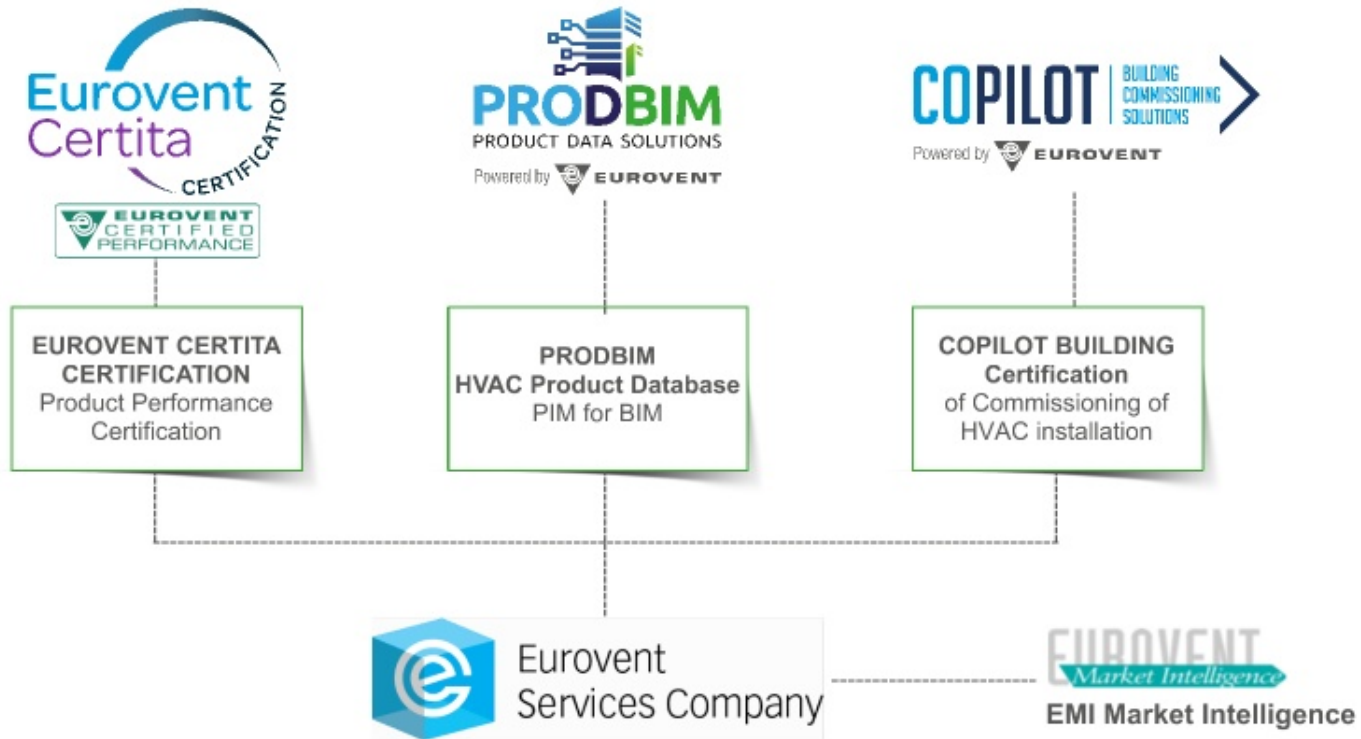 Eurovent
Certita
CERTIFICATION
EUROVENT
CERTIFIED
PERFORMANCE
PRODBIM
PRODUCT DATA SOLUTIONS
Powered by EUROVENT
COPILOT
BUILDING
COMMISSIONING
SOLUTIONS
Powered by EUROVENT
EUROVENT CERTITA
CERTIFICATION
Product Performance
Certification
PRODBIM
HVAC Product Database
PIM for BIM
COPILOT BUILDING
Certification
of Commissioning of
HVAC installation
Eurovent
Services Company
EUROVENT
Market Intelligence
EMI Market Intelligence